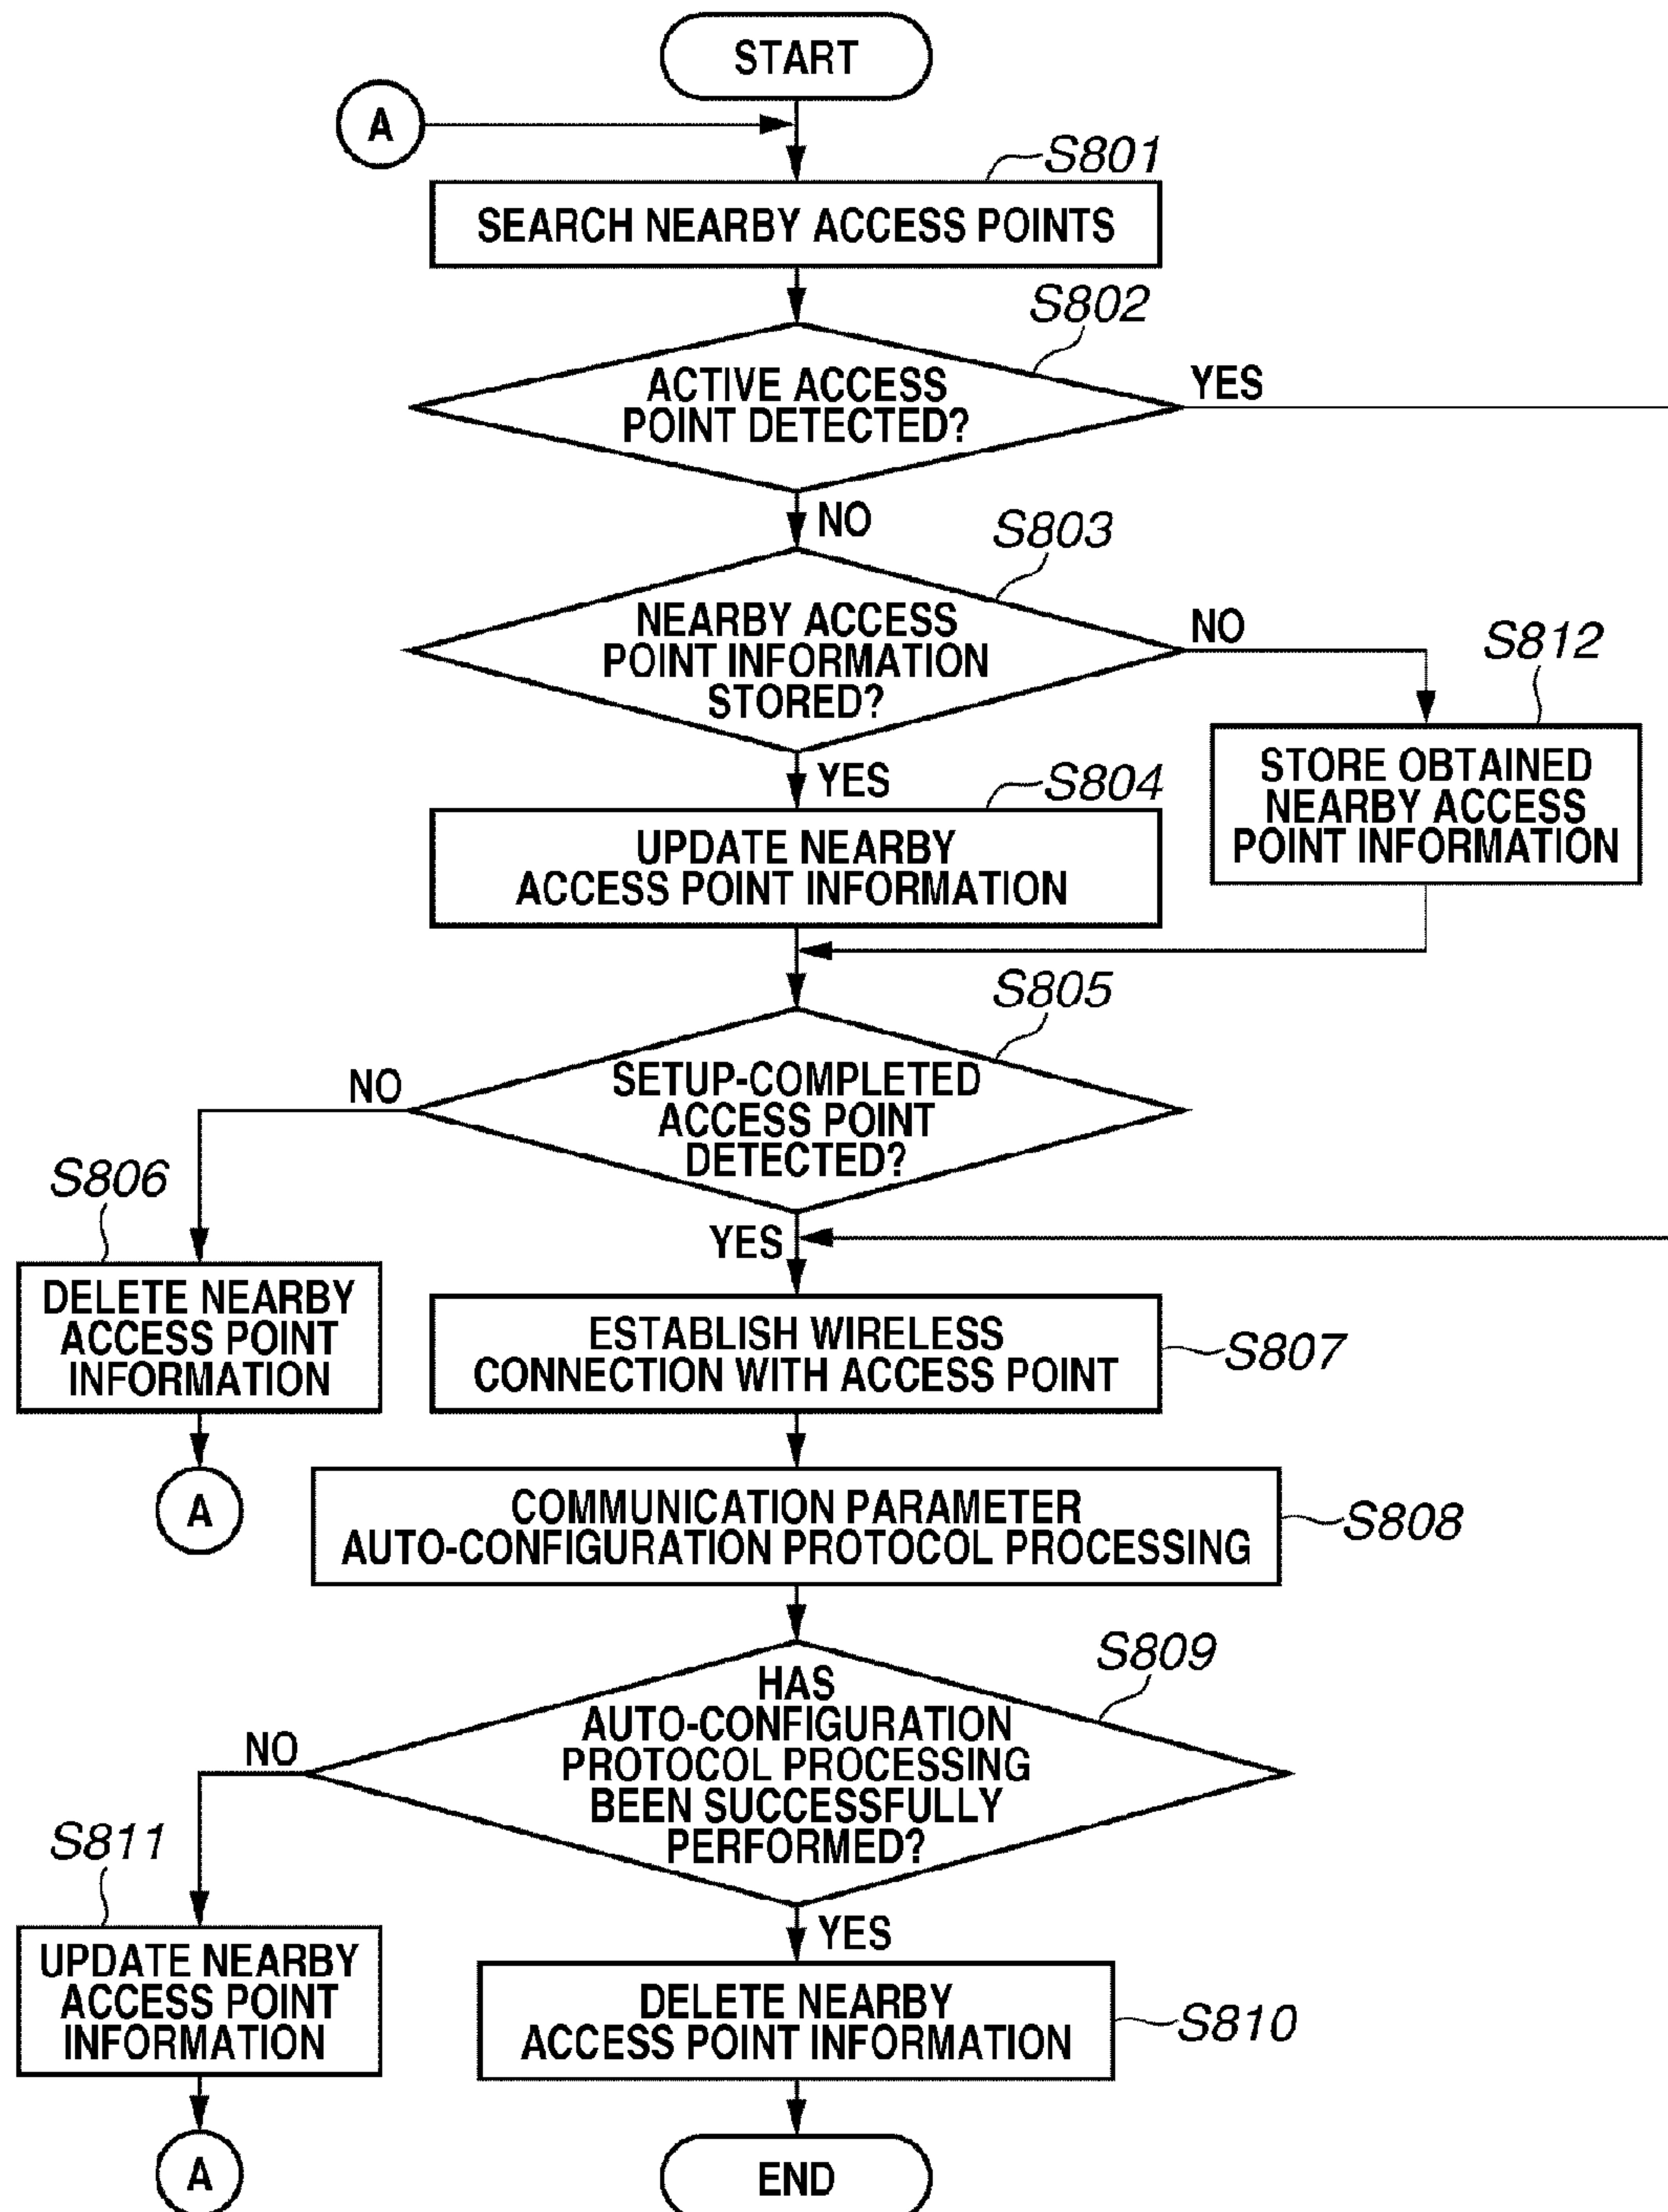 START
A
S801
SEARCH NEARBY ACCESS POINTS
S802
ACTIVE ACCESS
POINT DETECTED?
YES
NO
S803
NEARBY ACCESS
POINT INFORMATION
STORED?
NO
S812
STORE OBTAINED
NEARBY ACCESS
POINT INFORMATION
YES
S804
UPDATE NEARBY
ACCESS POINT INFORMATION
S805
SETUP-COMPLETED
ACCESS POINT
DETECTED?
NO
S806
DELETE NEARBY
ACCESS POINT
INFORMATION
A
YES
ESTABLISH WIRELESS
CONNECTION WITH ACCESS POINT
S807
COMMUNICATION PARAMETER
AUTO-CONFIGURATION PROTOCOL PROCESSING
S808
S809
HAS
AUTO-CONFIGURATION
PROTOCOL PROCESSING
BEEN SUCCESSFULLY
PERFORMED?
NO
S811
UPDATE NEARBY
ACCESS POINT
INFORMATION
A
YES
DELETE NEARBY
ACCESS POINT INFORMATION
S810
END